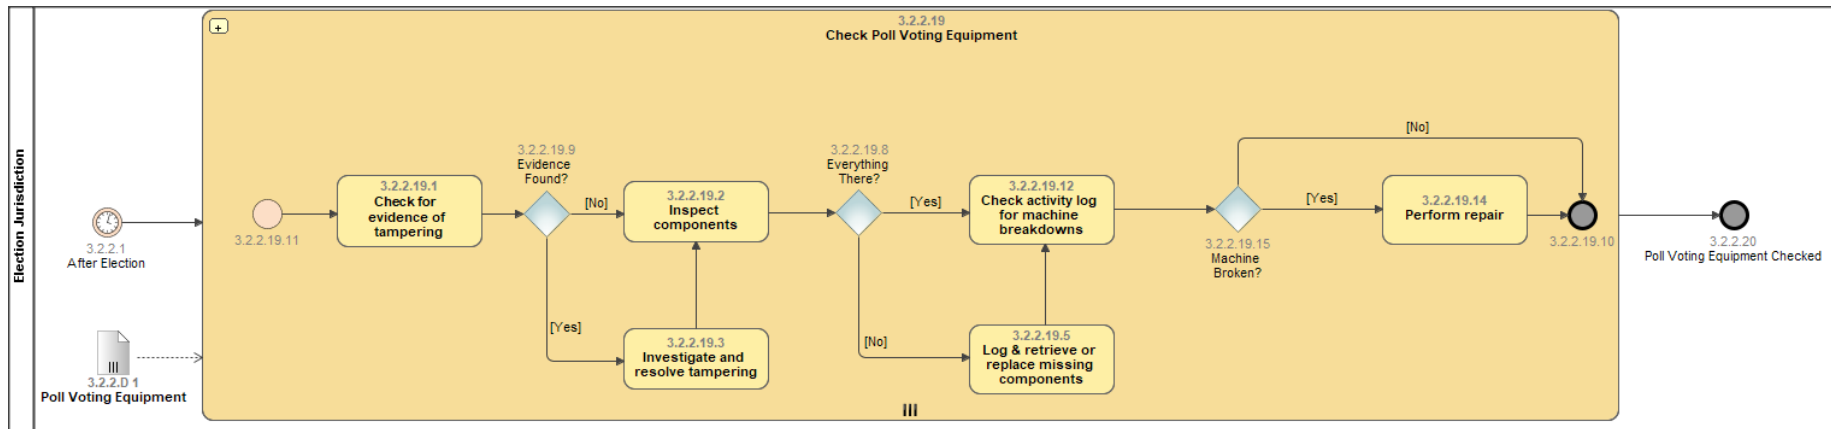 Election Jurisdiction
3.2.2.19
Check Poll Voting Equipment
3.2.2.1
After Election
3.2.2.D 1
Poll Voting Equipment
3.2.2.19.11
3.2.2.19.1
Check for
evidence of
tampering
3.2.2.19.9
Evidence
Found?
[No]
[Yes]
3.2.2.19.2
Inspect
components
3.2.2.19.3
Investigate and
resolve tampering
3.2.2.19.8
Everything
There?
[Yes]
[No]
3.2.2.19.12
Check activity log
for machine
breakdowns
3.2.2.19.5
Log & retrieve or
replace missing
components
3.2.2.19.15
Machine
Broken?
[No]
[Yes]
3.2.2.19.14
Perform repair
3.2.2.19.10
3.2.2.20
Poll Voting Equipment Checked